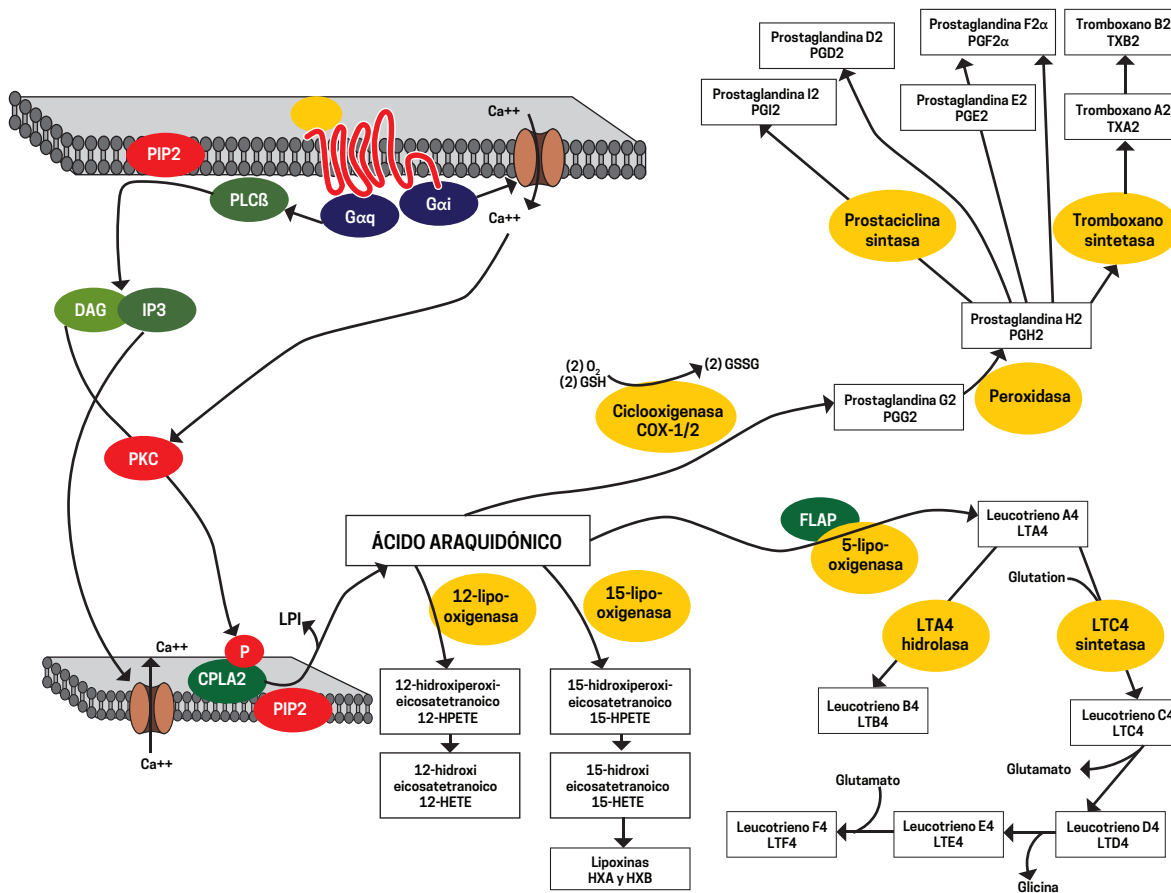 Prostaglandina D2
PGD2
Prostaglandina F2α
PGF2α
Tromboxano B2
TXB2
Prostaglandina I2
PGI2
Prostaglandina E2
PGE2
Tromboxano A2
TXA2
Ca++
PIP2
PLCß
Gαq
Gαi
Ca++
Prostaciclina
sintasa
Tromboxano
sintetasa
DAG
IP3
Prostaglandina H2
PGH2
(2) O2
(2) GSH
(2) GSSG
Ciclooxigenasa
COX-1/2
Prostaglandina G2
PGG2
Peroxidasa
PKC
ÁCIDO ARAQUIDÓNICO
FLAP
5-lipo-
oxigenasa
Leucotrieno A4
LTA4
Glutation
12-lipo-
oxigenasa
15-lipo-
oxigenasa
LTA4
hidrolasa
LTC4
sintetasa
LPI
Ca++
P
CPLA2
PIP2
Ca++
12-hidroxiperoxi-
eicosatetranoico
12-HPETE
15-hidroxiperoxi-
eicosatetranoico
15-HPETE
Leucotrieno B4
LTB4
Leucotrieno C4
LTC4
12-hidroxi
eicosatetranoico
12-HETE
15-hidroxi
eicosatetranoico
15-HETE
Glutamato
Glutamato
Leucotrieno F4
LTF4
Leucotrieno E4
LTE4
Leucotrieno D4
LTD4
Lipoxinas
HXA y HXB
Glicina